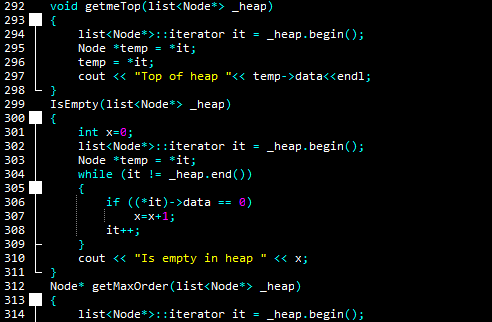 292 void getmeTop(list<Node*> _heap)
293 {
294 list<Node*>::iterator it = _heap.begin();
295 Node *temp = *it;
296 temp = *it;
297 cout << "Top of heap "<< temp->data<<endl;
298 }
299 IsEmpty(list<Node*> _heap)
300 {
301 int x=0;
302 list<Node*>::iterator it = _heap.begin();
303 Node *temp = *it;
304 while (it != _heap.end())
305 {
306 if ((*it)->data == 0)
307 x=x+1;
308 it++;
309 }
310 cout << "Is empty in heap " << x;
311 }
312 Node* getMaxOrder(list<Node*> _heap)
313 {
314 list<Node*>::iterator it = _heap.begin();